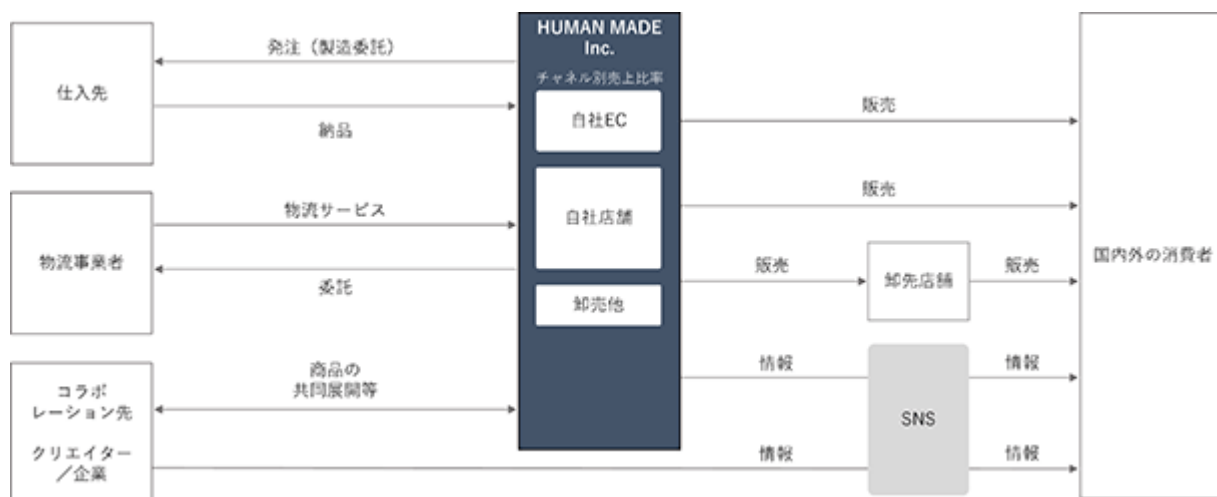 仕入先
発注（製造委託）
納品
物流事業者
物流サービス
委託
コラボ
レーション先
クリエイター
／企業
商品の
共同展開等
HUMAN MADE
Inc.
チャネル別売上比率
自社EC
自社店舗
卸売他
販売
販売
販売
卸先店舗
販売
情報
SNS
情報
情報
情報
国内外の消費者